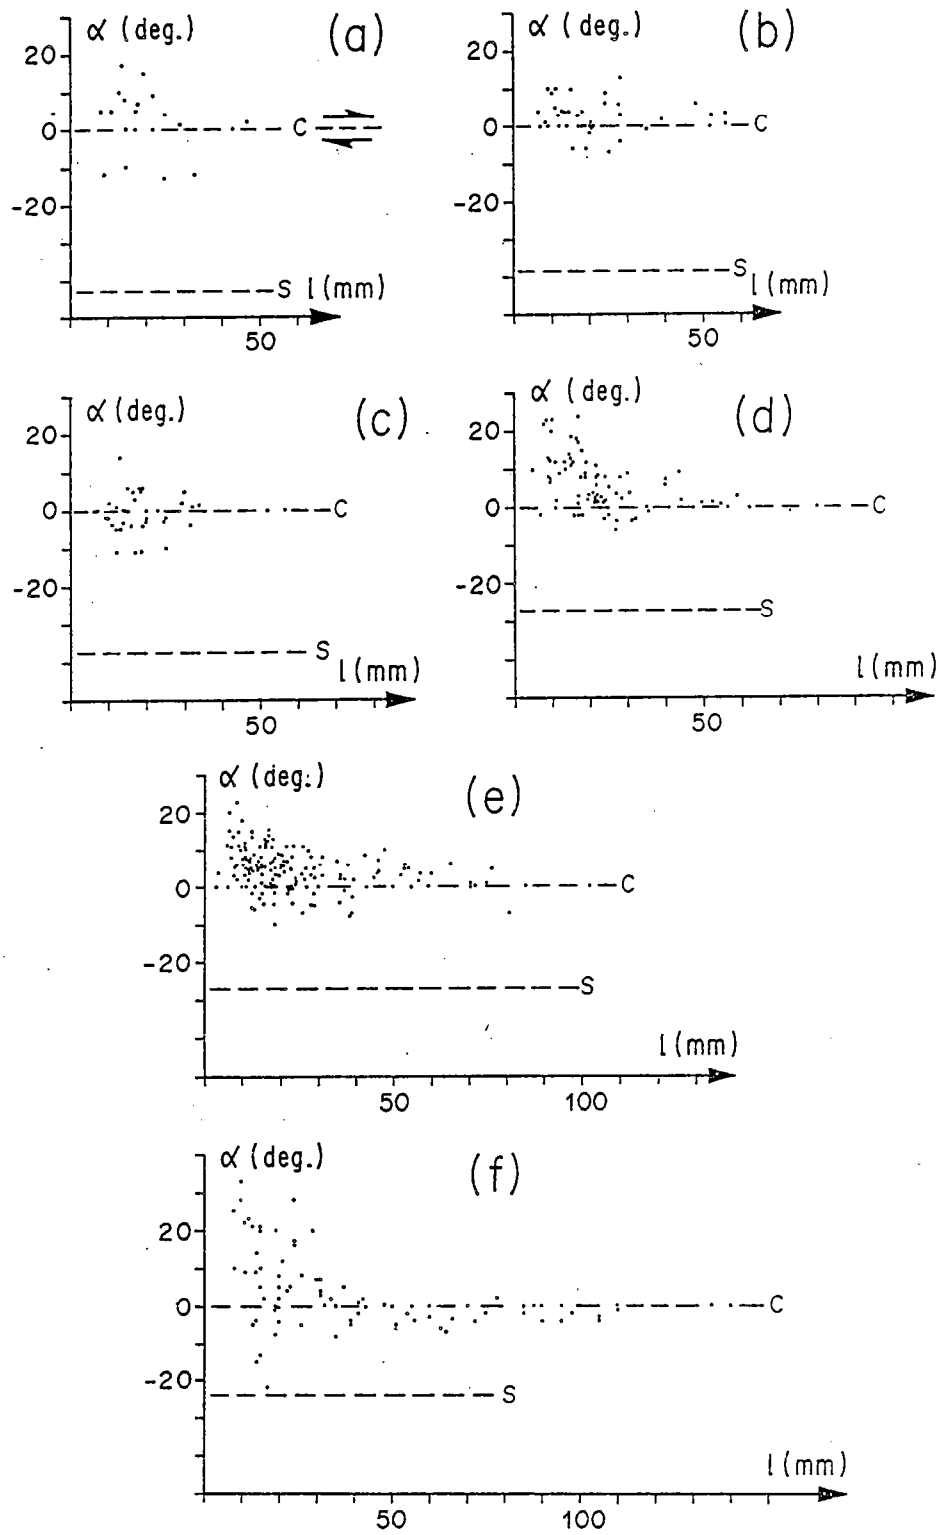 α (deg.) (a)
20
0 C
-20
S l (mm)
50
α (deg.) (b)
20
0 C
-20
S l (mm)
50
α (deg.) (c)
20
0 C
-20
S l (mm)
50
α (deg.) (d)
20
0 C
-20
S
l (mm)
50
α (deg.) (e)
20
0 C
-20
S
l (mm)
50 100
α (deg.) (f)
20
0 C
-20
S
l (mm)
50 100